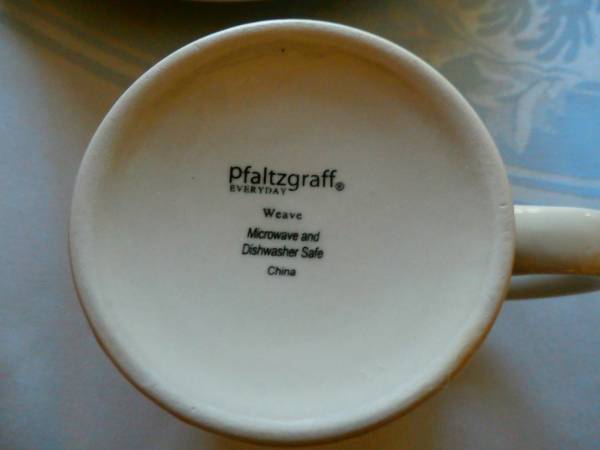 Pfaltzgraff®
EVERYDAY
Weave
Microwave and
Dishwasher Safe
China